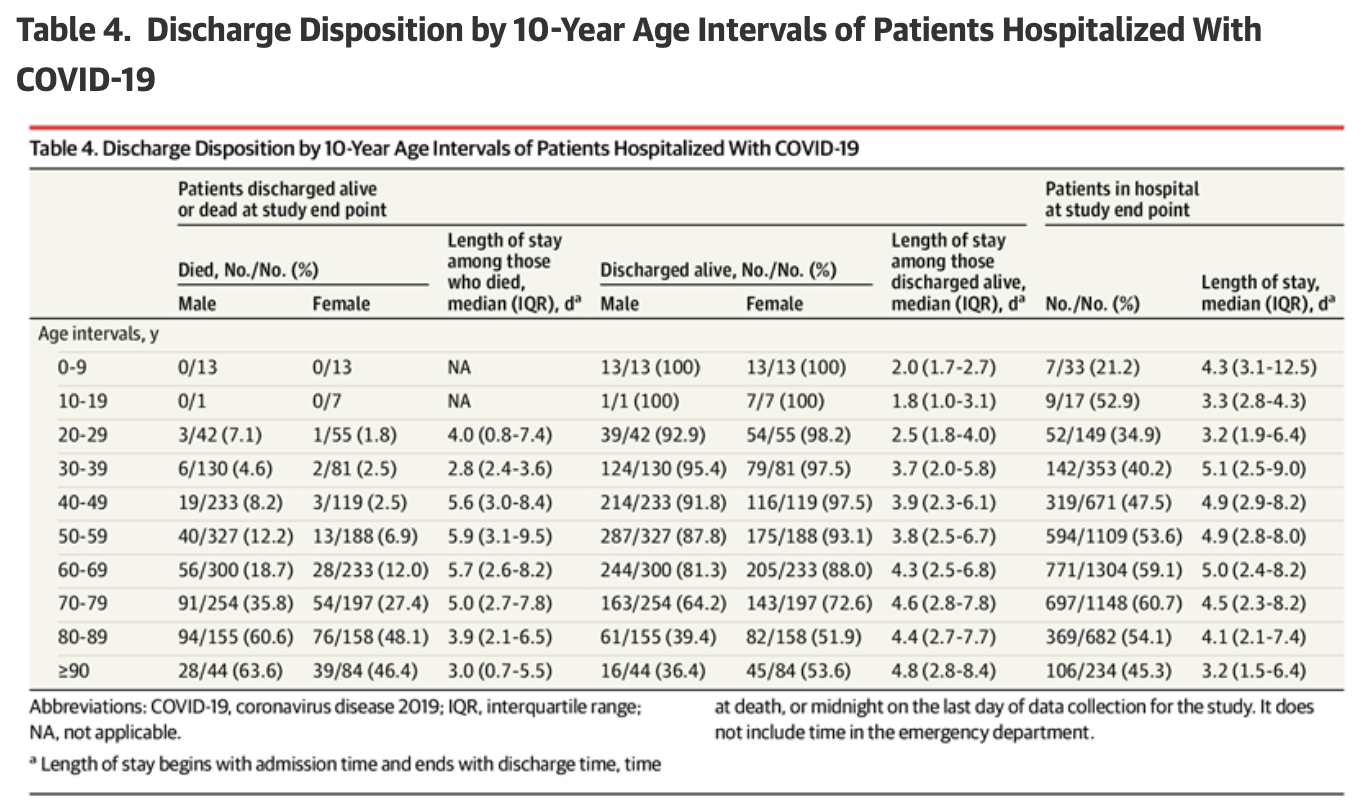 Table 4. Discharge Disposition by 10-Year Age Intervals of Patients Hospitalized With
COVID-19
Table 4. Discharge Disposition by 10-Year Age Intervals of Patients Hospitalized With COVID-19
Patients discharged alive
or dead at study end point
Patients in hospital
at study end point
Died, No./No. (%)
Length of stay
among those
who died,
median (IQR), dᵃ
Discharged alive, No./No. (%)
Length of stay
among those
discharged alive,
median (IQR), dᵃ
No./No. (%)
Length of stay,
median (IQR), dᵃ
Male Female Male Female
Age intervals, y
0-9 0/13 0/13 NA 13/13 (100) 13/13 (100) 2.0 (1.7-2.7) 7/33 (21.2) 4.3 (3.1-12.5)
10-19 0/1 0/7 NA 1/1 (100) 7/7 (100) 1.8 (1.0-3.1) 9/17 (52.9) 3.3 (2.8-4.3)
20-29 3/42 (7.1) 1/55 (1.8) 4.0 (0.8-7.4) 39/42 (92.9) 54/55 (98.2) 2.5 (1.8-4.0) 52/149 (34.9) 3.2 (1.9-6.4)
30-39 6/130 (4.6) 2/81 (2.5) 2.8 (2.4-3.6) 124/130 (95.4) 79/81 (97.5) 3.7 (2.0-5.8) 142/353 (40.2) 5.1 (2.5-9.0)
40-49 19/233 (8.2) 3/119 (2.5) 5.6 (3.0-8.4) 214/233 (91.8) 116/119 (97.5) 3.9 (2.3-6.1) 319/671 (47.5) 4.9 (2.9-8.2)
50-59 40/327 (12.2) 13/188 (6.9) 5.9 (3.1-9.5) 287/327 (87.8) 175/188 (93.1) 3.8 (2.5-6.7) 594/1109 (53.6) 4.9 (2.8-8.0)
60-69 56/300 (18.7) 28/233 (12.0) 5.7 (2.6-8.2) 244/300 (81.3) 205/233 (88.0) 4.3 (2.5-6.8) 771/1304 (59.1) 5.0 (2.4-8.2)
70-79 91/254 (35.8) 54/197 (27.4) 5.0 (2.7-7.8) 163/254 (64.2) 143/197 (72.6) 4.6 (2.8-7.8) 697/1148 (60.7) 4.5 (2.3-8.2)
80-89 94/155 (60.6) 76/158 (48.1) 3.9 (2.1-6.5) 61/155 (39.4) 82/158 (51.9) 4.4 (2.7-7.7) 369/682 (54.1) 4.1 (2.1-7.4)
≥90 28/44 (63.6) 39/84 (46.4) 3.0 (0.7-5.5) 16/44 (36.4) 45/84 (53.6) 4.8 (2.8-8.4) 106/234 (45.3) 3.2 (1.5-6.4)
Abbreviations: COVID-19, coronavirus disease 2019; IQR, interquartile range;
NA, not applicable.
ᵃ Length of stay begins with admission time and ends with discharge time, time
at death, or midnight on the last day of data collection for the study. It does
not include time in the emergency department.